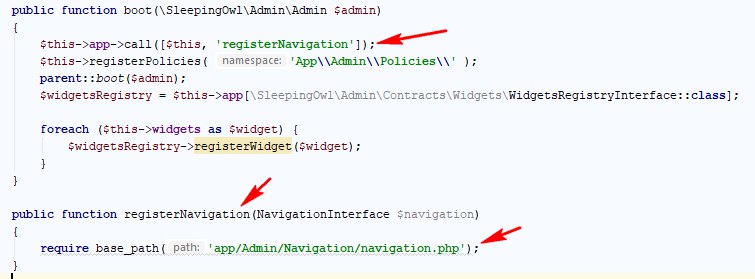 public function boot(\SleepingOwl\Admin\Admin $admin)
{
$this->app->call([$this, 'registerNavigation']);
$this->registerPolicies( namespace: 'App\\Admin\\Policies\\' );
parent::boot($admin);
$widgetsRegistry = $this->app[\SleepingOwl\Admin\Contracts\Widgets\WidgetsRegistryInterface::class];
foreach ($this->widgets as $widget) {
$widgetsRegistry->registerWidget($widget);
}
}
public function registerNavigation(NavigationInterface $navigation)
{
require base_path( path: 'app/Admin/Navigation/navigation.php');
}